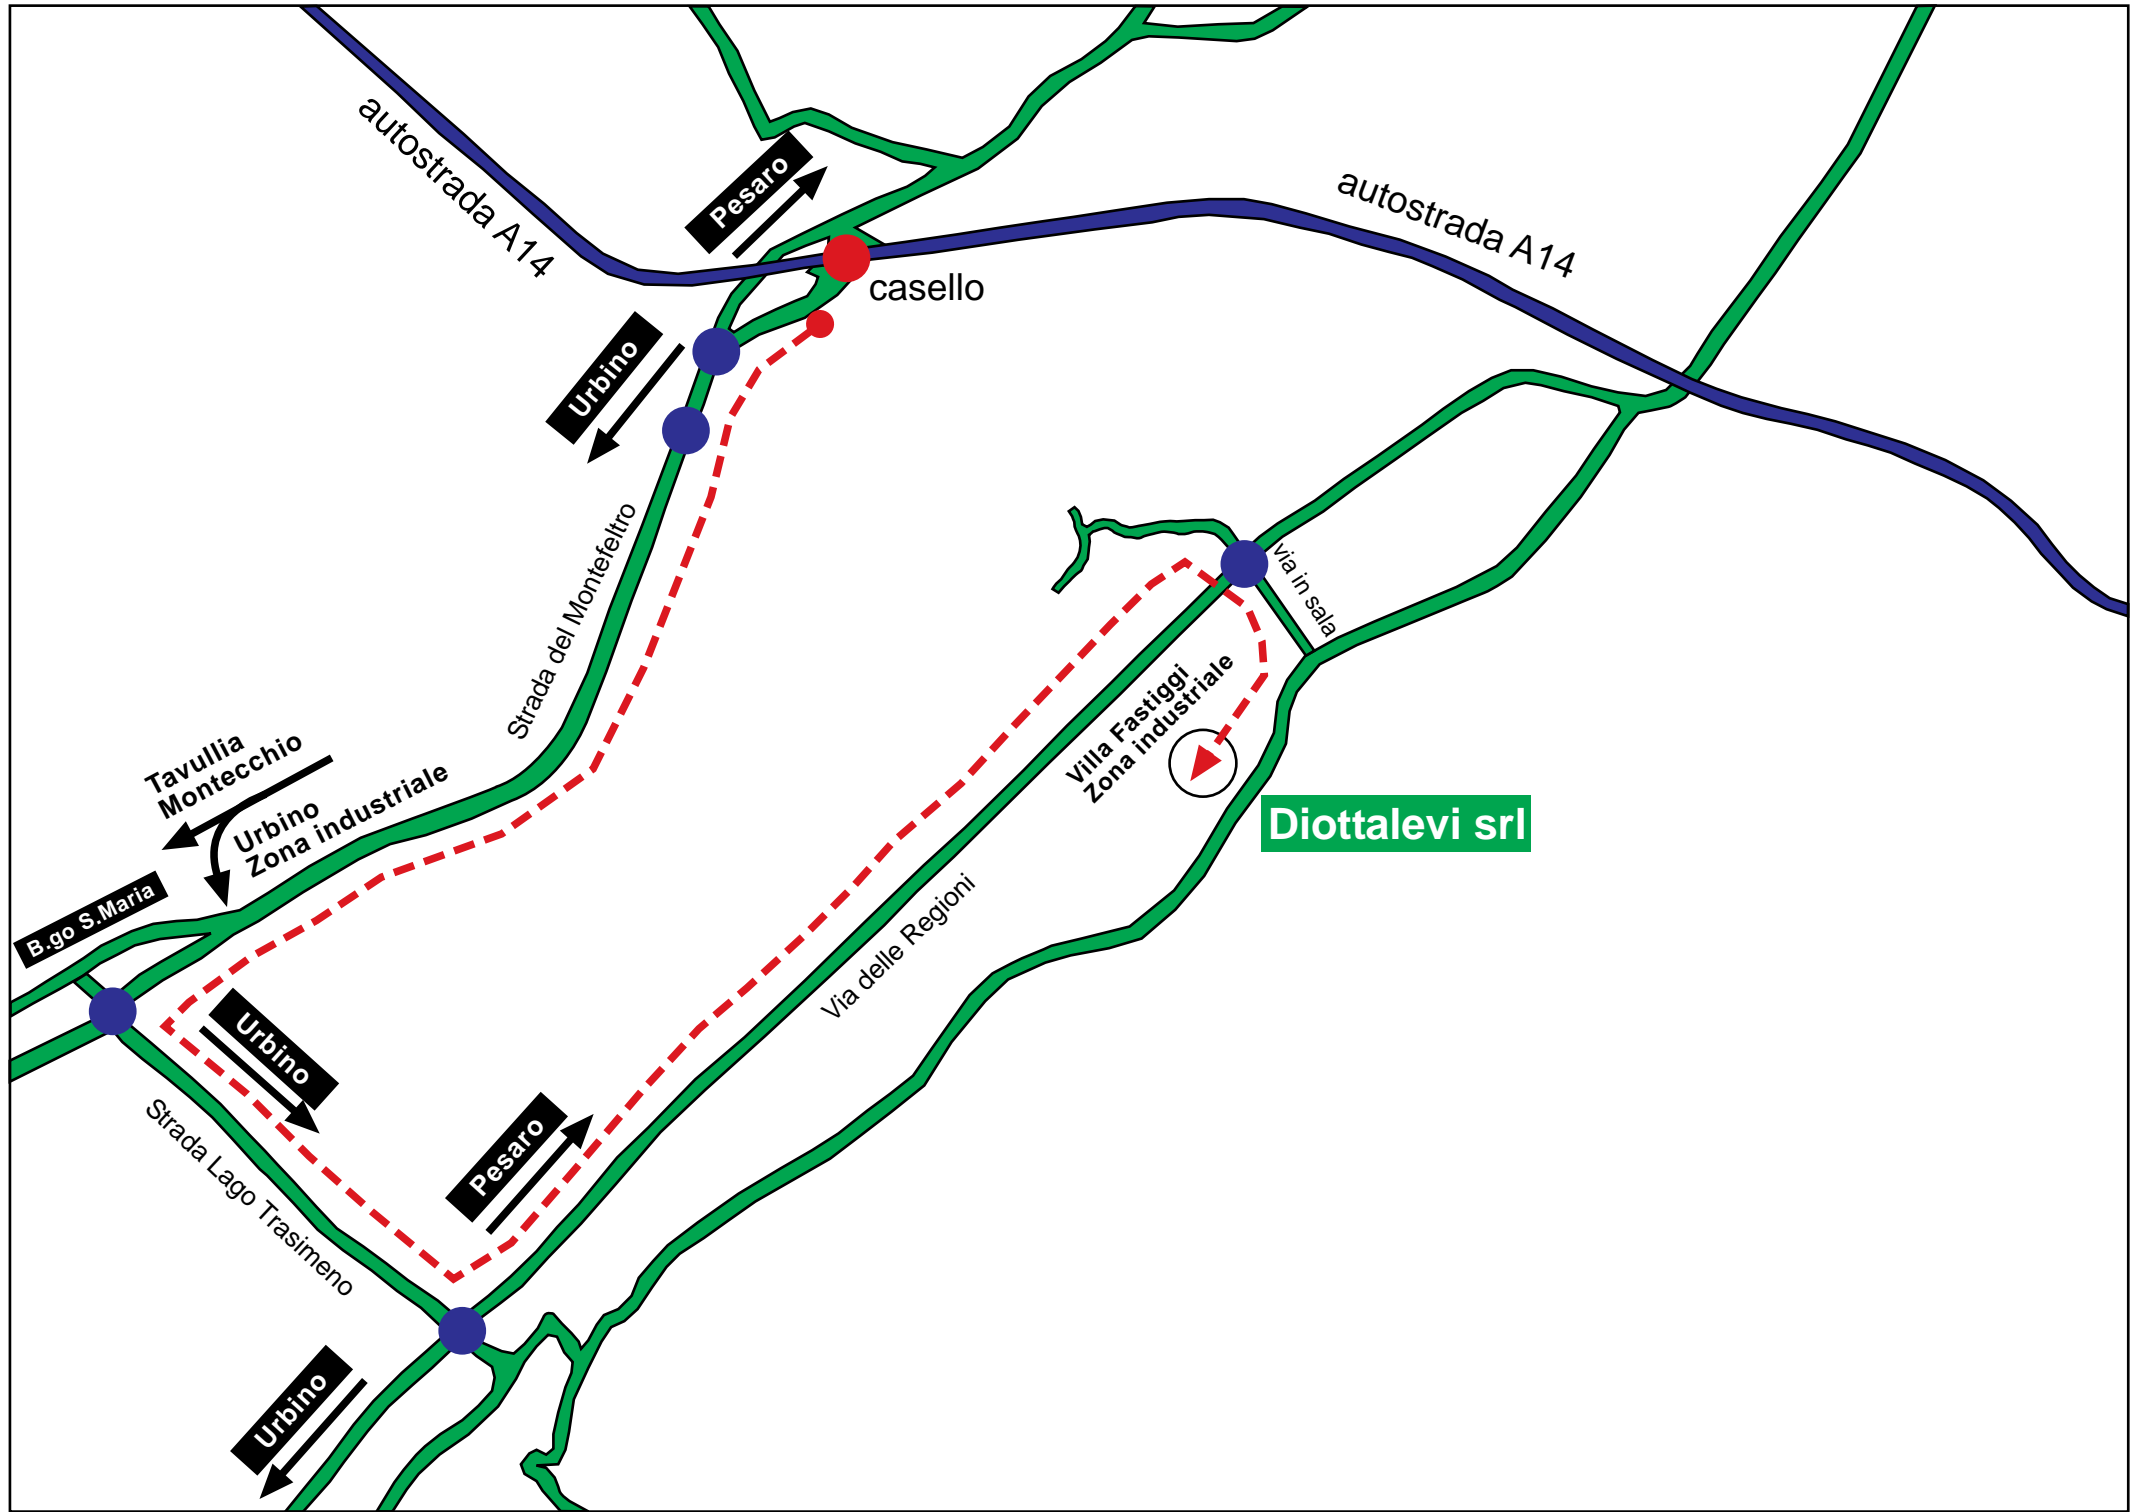 autostrada A14
Pesaro
autostrada A14
casello
Urbino
Strada del Montefeltro
via in sala
Villa Fastiggi
Zona industriale
Tavullia
Montecchio
Urbino
Zona industriale
Diottalevi srl
B.go S.Maria
Via delle Regioni
Urbino
Strada Lago Trasimeno
Pesaro
Urbino